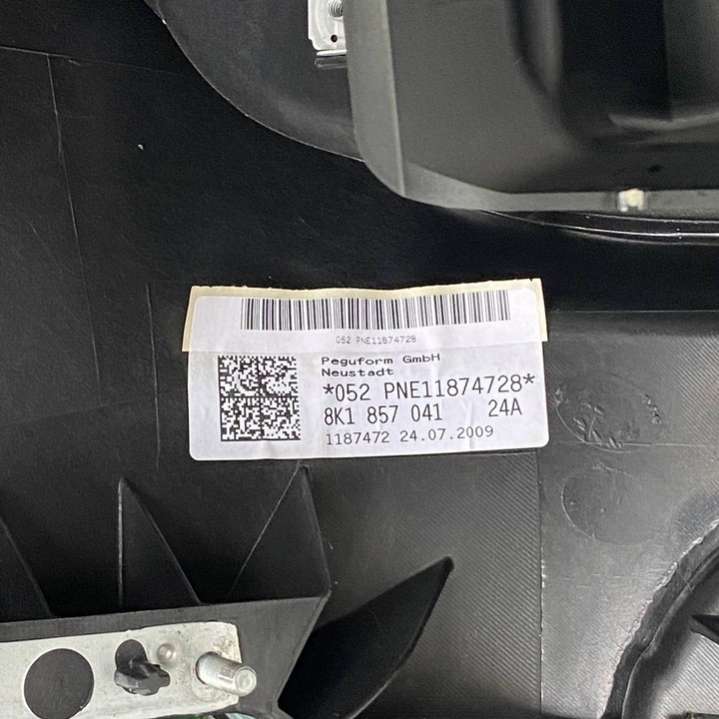 052 PNE11874728
Peguform GmbH
Neustadt
*052 PNE11874728*
8K1 857 041 24A
1187472 24.07.2009